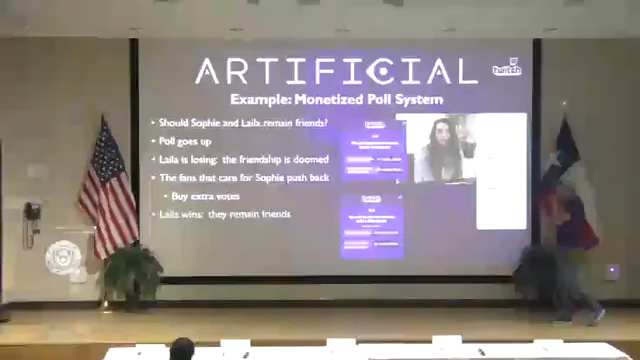 ARTIFICIAL
twitch
Example: Monetized Poll System
• Should Sophie and Laila remain friends?
• Poll goes up
• Laila is losing: the friendship is doomed
• The fans that care for Sophie push back
• Buy extra votes
• Laila wins: they remain friends